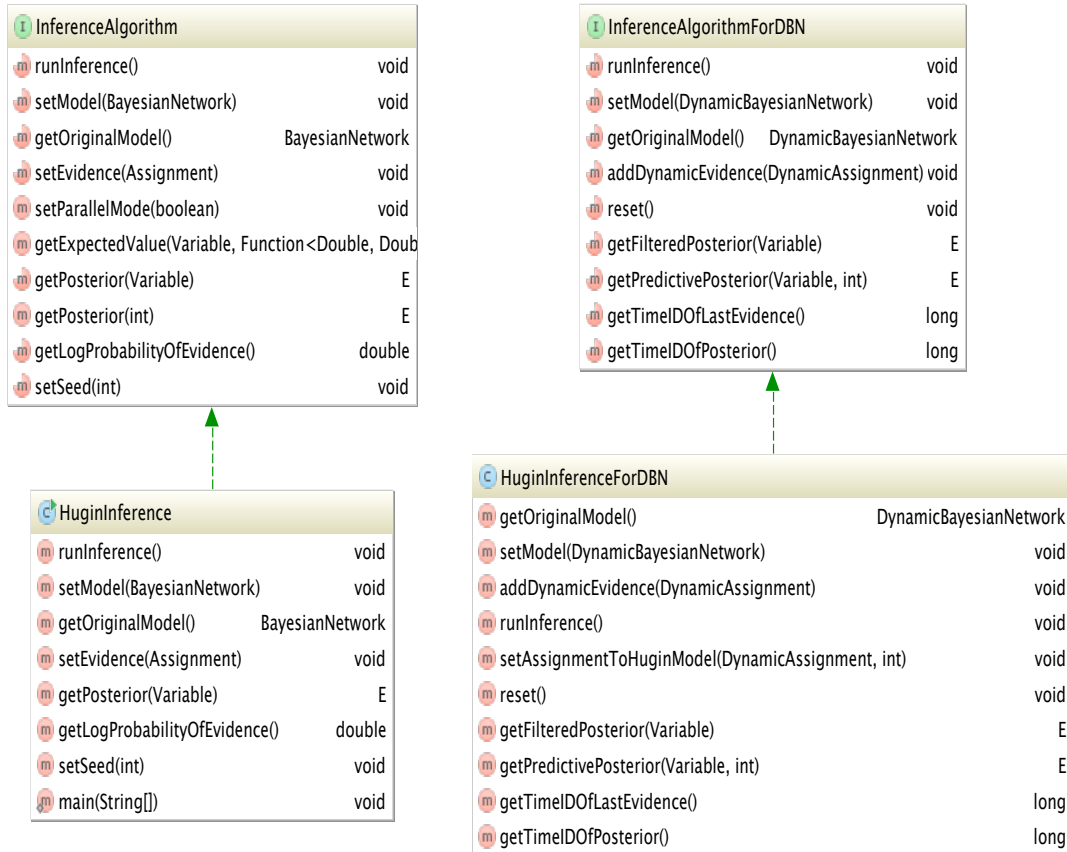 InferenceAlgorithm
runInference() void
setModel(BayesianNetwork) void
getOriginalModel() BayesianNetwork
setEvidence(Assignment) void
setParallelMode(boolean) void
getExpectedValue(Variable, Function<Double, Doub
getPosterior(Variable) E
getPosterior(int) E
getLogProbabilityOfEvidence() double
setSeed(int) void
InferenceAlgorithmForDBN
runInference() void
setModel(DynamicBayesianNetwork) void
getOriginalModel() DynamicBayesianNetwork
addDynamicEvidence(DynamicAssignment) void
reset() void
getFilteredPosterior(Variable) E
getPredictivePosterior(Variable, int) E
getTimeIDOfLastEvidence() long
getTimeIDOfPosterior() long
HuginInference
runInference() void
setModel(BayesianNetwork) void
getOriginalModel() BayesianNetwork
setEvidence(Assignment) void
getPosterior(Variable) E
getLogProbabilityOfEvidence() double
setSeed(int) void
main(String[]) void
HuginInferenceForDBN
getOriginalModel() DynamicBayesianNetwork
setModel(DynamicBayesianNetwork) void
addDynamicEvidence(DynamicAssignment) void
runInference() void
setAssignmentToHuginModel(DynamicAssignment, int) void
reset() void
getFilteredPosterior(Variable) E
getPredictivePosterior(Variable, int) E
getTimeIDOfLastEvidence() long
getTimeIDOfPosterior() long